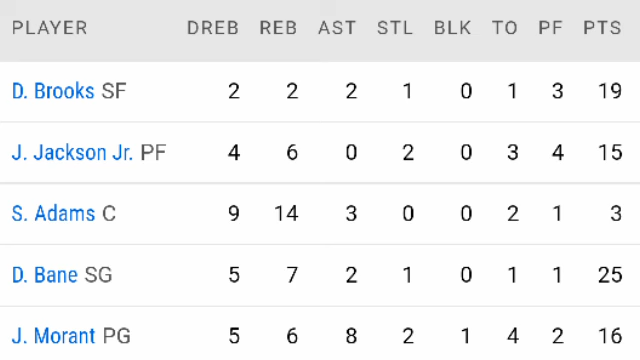 PLAYER DREB REB AST STL BLK TO PF PTS
D. Brooks SF 2 2 2 1 0 1 3 19
J. Jackson Jr. PF 4 6 0 2 0 3 4 15
S. Adams C 9 14 3 0 0 2 1 3
D. Bane SG 5 7 2 1 0 1 1 25
J. Morant PG 5 6 8 2 1 4 2 16